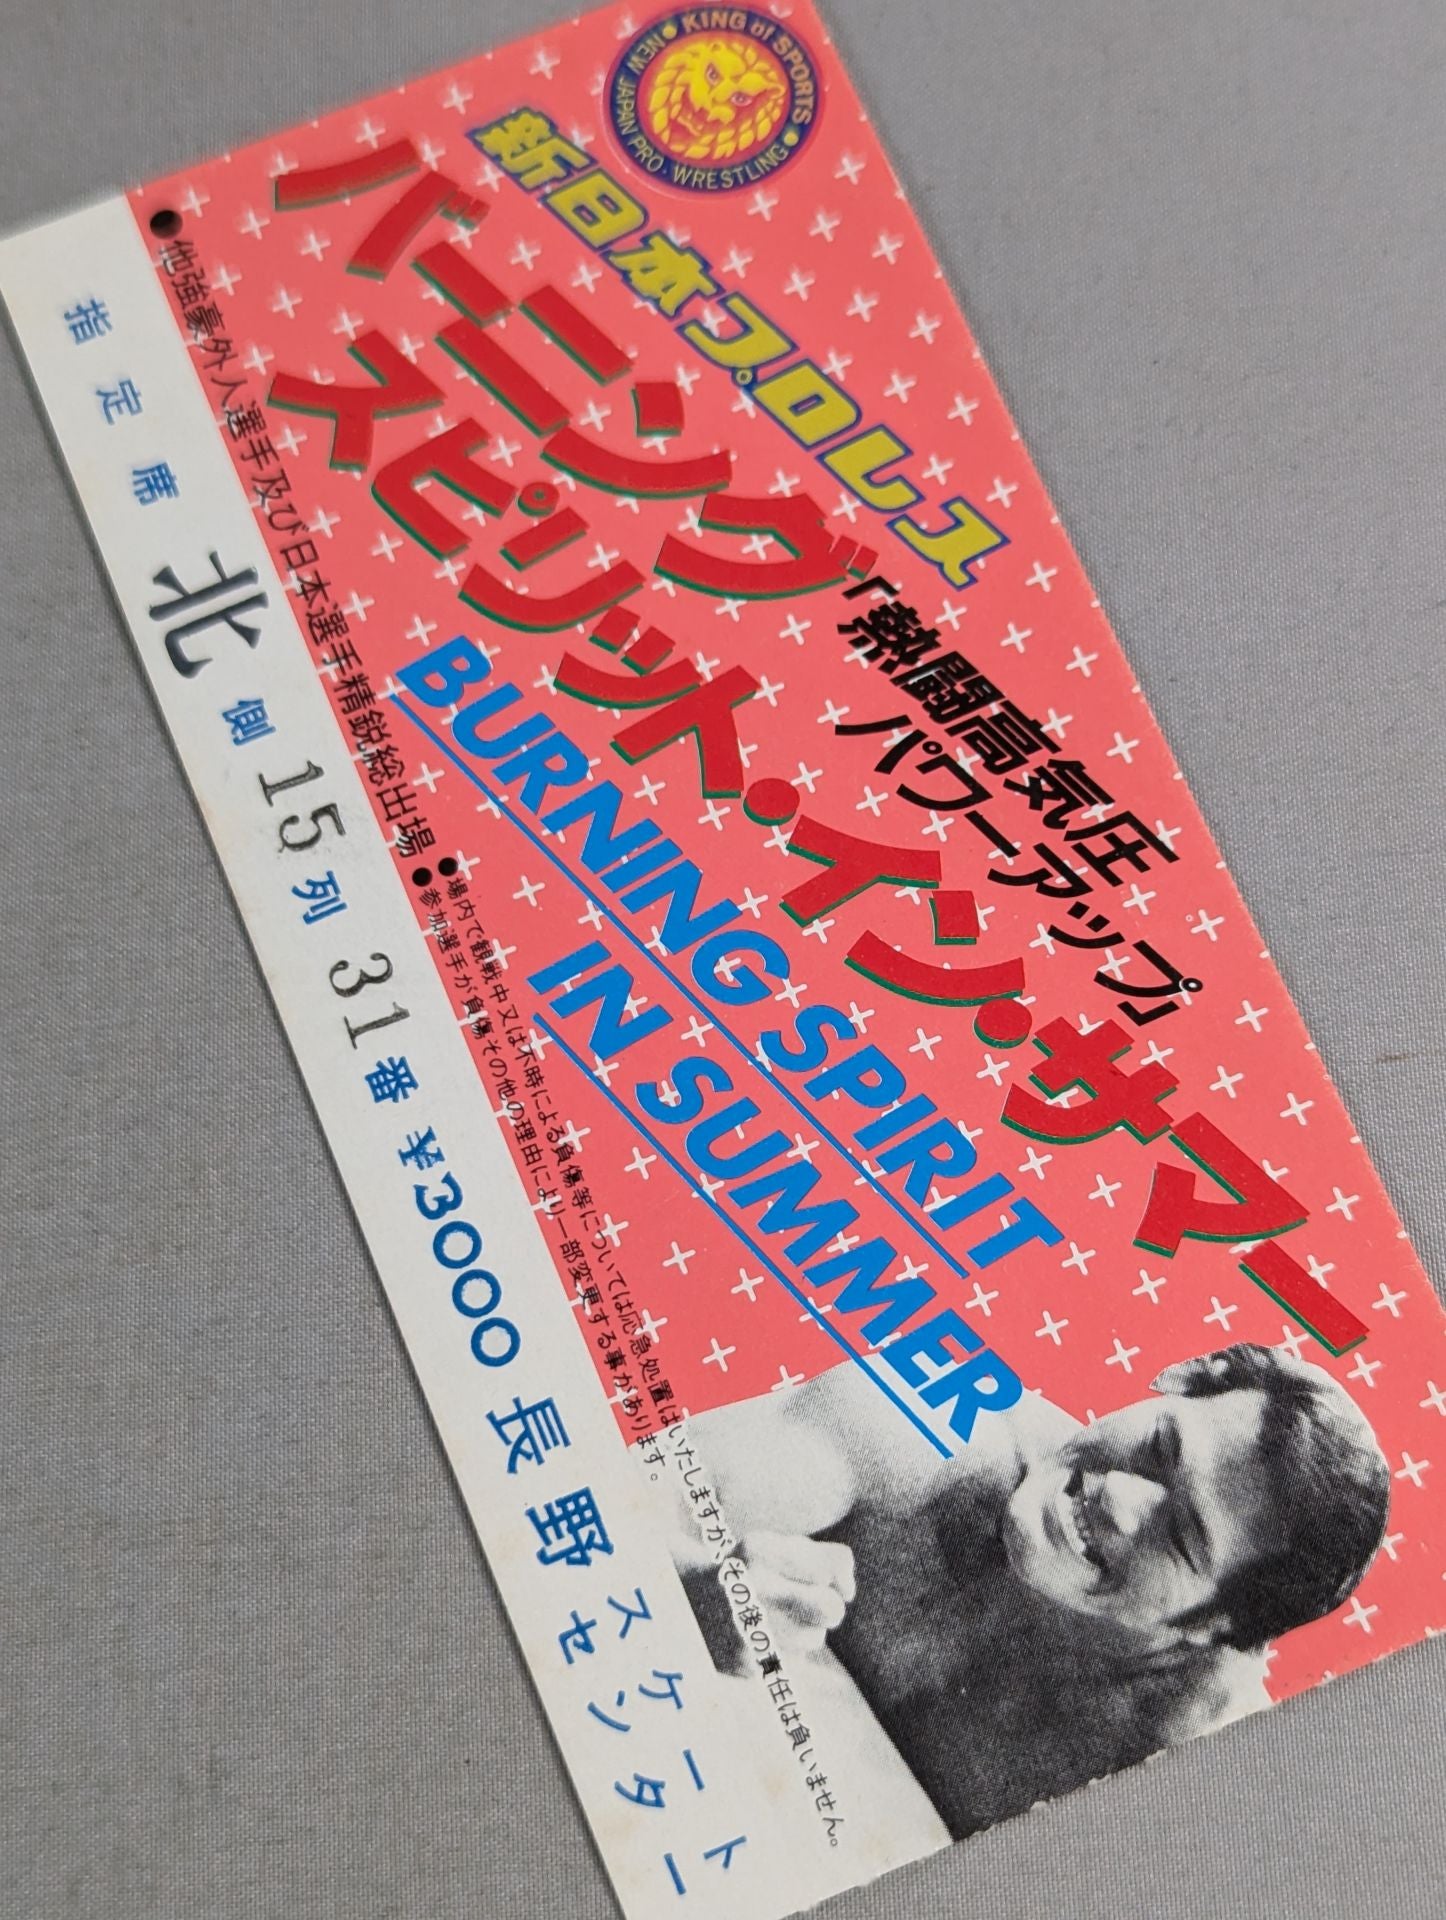 KING of SPORTS
NEW JAPAN PRO-WRESTLING
新日本プロレス
バーニング
スピリット・イン・サマー
「熱闘高気圧
パワーアップ」
BURNING SPIRIT
IN SUMMER
●他強豪外人選手及び日本選手精鋭総出場
●場内で観戦中又は不時による負傷等については応急処置はいたしますが、その後の責任は負いません。
●参加選手が負傷その他の理由により一部変更する事があります。
指定席 北側 15列 31番 ¥3000 長野スケートセンター